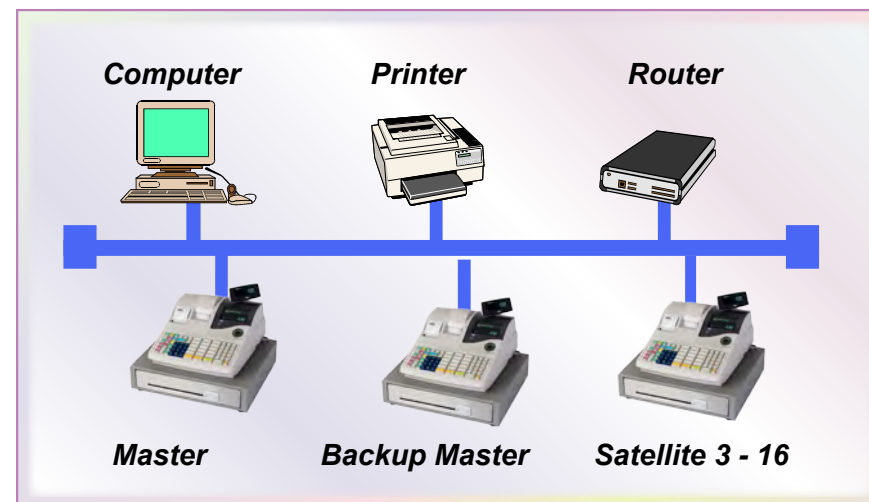 Computer
Printer
Router
Master
Backup Master
Satellite 3 - 16